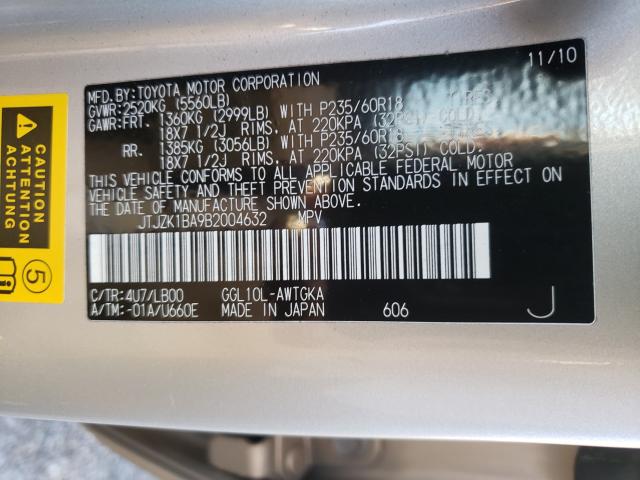 11/10
MFD.BY:TOYOTA MOTOR CORPORATION
GVWR:2520KG (5560LB)
GAWR:FRT. 1360KG (2999LB) WITH P235/60R18 TIRES
18X7 1/2J RIMS, AT 220KPA (32PSI) COLD.
RR. 1385KG (3056LB) WITH P235/60R18 TIRES
18X7 1/2J RIMS, AT 220KPA (32PSI) COLD.
THIS VEHICLE CONFORMS TO ALL APPLICABLE FEDERAL MOTOR
VEHICLE SAFETY AND THEFT PREVENTION STANDARDS IN EFFECT ON
THE DATE OF MANUFACTURE SHOWN ABOVE.
JTJZK1BA9B2004632 MPV
C/TR:4U7/LB00 GGL10L-AWTGKA
A/TM:-01A/U660E MADE IN JAPAN 606
J
CAUTION
ATTENTION
ACHTUNG
5